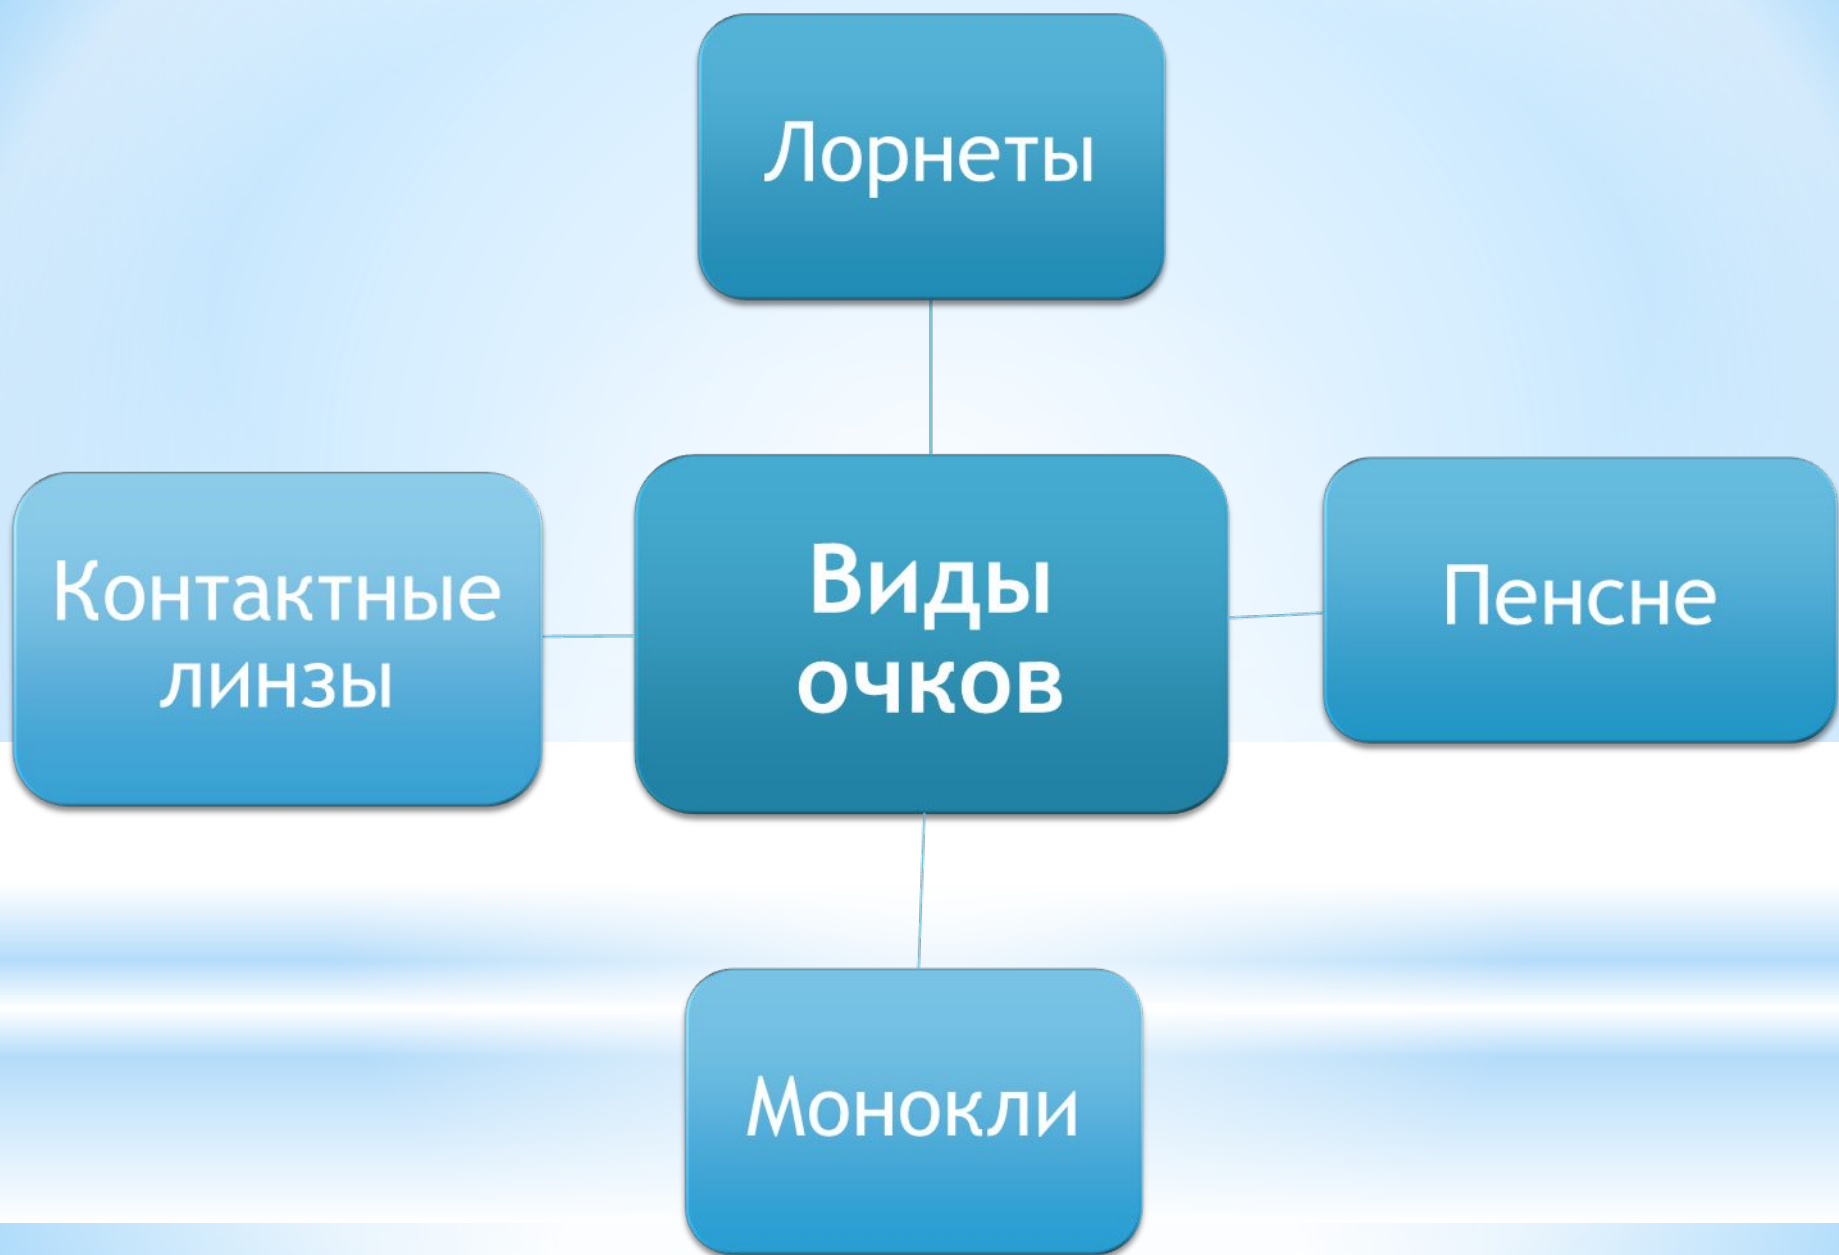 Лорнеты
Контактные
линзы
Виды
очков
Пенсне
Монокли